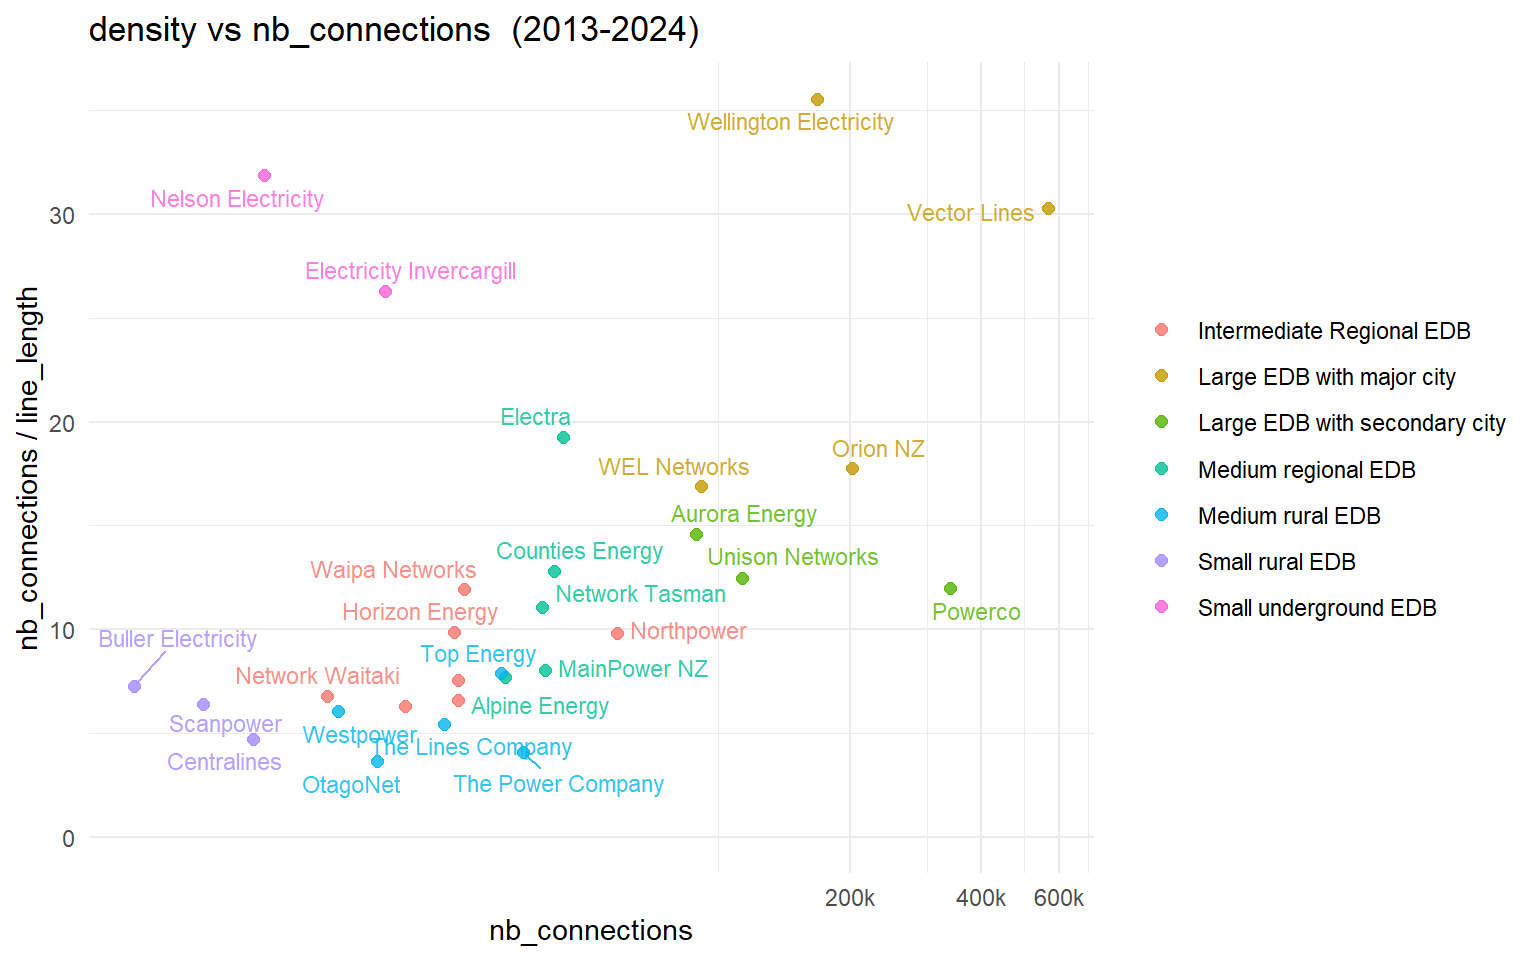 density vs nb_connections (2013-2024)
Wellington Electricity
Nelson Electricity
Vector Lines
30
Electricity Invercargill
nb_connections / line_length
Intermediate Regional EDB
Large EDB with major city
Large EDB with secondary city
Medium regional EDB
Medium rural EDB
Small rural EDB
Small underground EDB
Electra
20
Orion NZ
WEL Networks
Aurora Energy
Counties Energy
Unison Networks
Waipa Networks
Network Tasman
Horizon Energy
Powerco
10
Northpower
Buller Electricity
Top Energy
MainPower NZ
Network Waitaki
Alpine Energy
Scanpower
Westpower
The Lines Company
Centralines
OtagoNet
The Power Company
0
200k
400k
600k
nb_connections